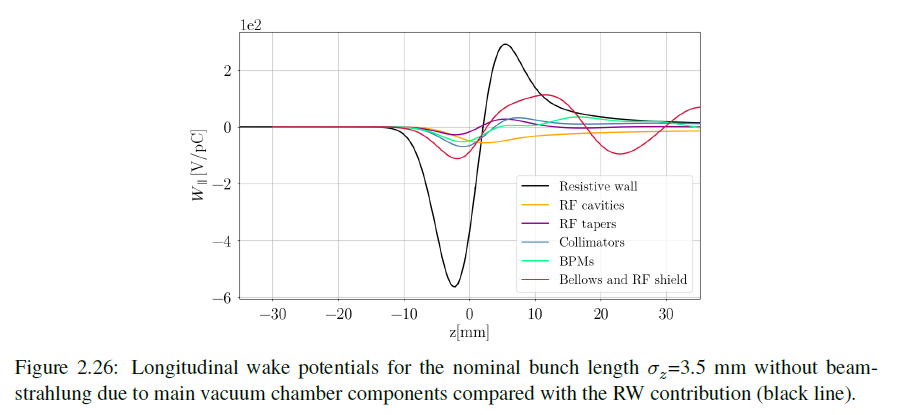 1e2
2
0
−2
−4
−6
W∥[V/pC]
Resistive wall
RF cavities
RF tapers
Collimators
BPMs
Bellows and RF shield
−30 −20 −10 0 10 20 30
z[mm]
Figure 2.26: Longitudinal wake potentials for the nominal bunch length σz=3.5 mm without beam-
strahlung due to main vacuum chamber components compared with the RW contribution (black line).